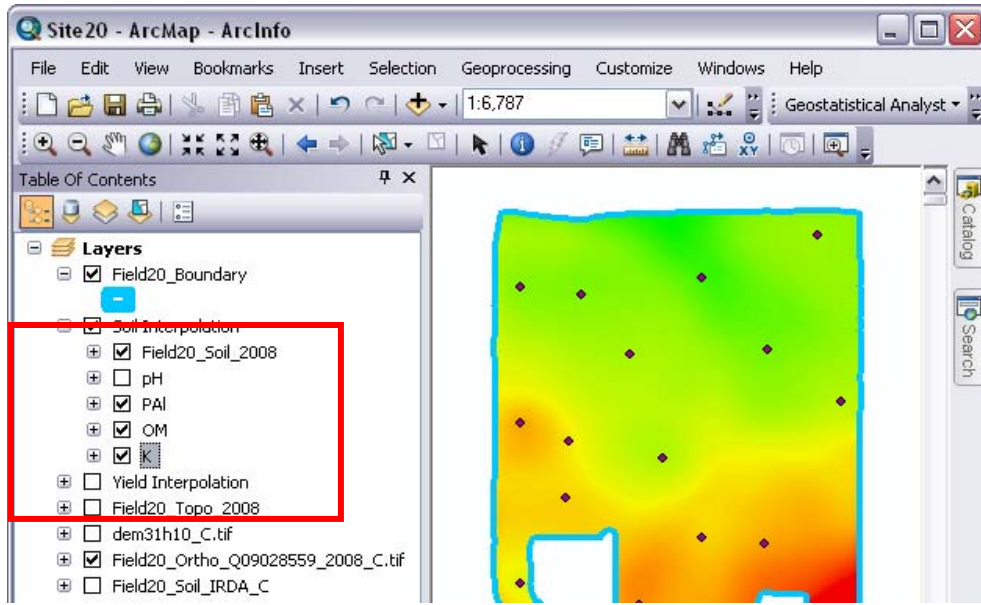 Site20 - ArcMap - ArcInfo
File Edit View Bookmarks Insert Selection Geoprocessing Customize Windows Help
1:6,787
Geostatistical Analyst
XY
Table Of Contents
Layers
Field20_Boundary
Soil Interpolation
Field20_Soil_2008
pH
PAl
OM
K
Yield Interpolation
Field20_Topo_2008
dem31h10_C.tif
Field20_Ortho_Q09028559_2008_C.tif
Field20_Soil_IRDA_C
Catalog
Search